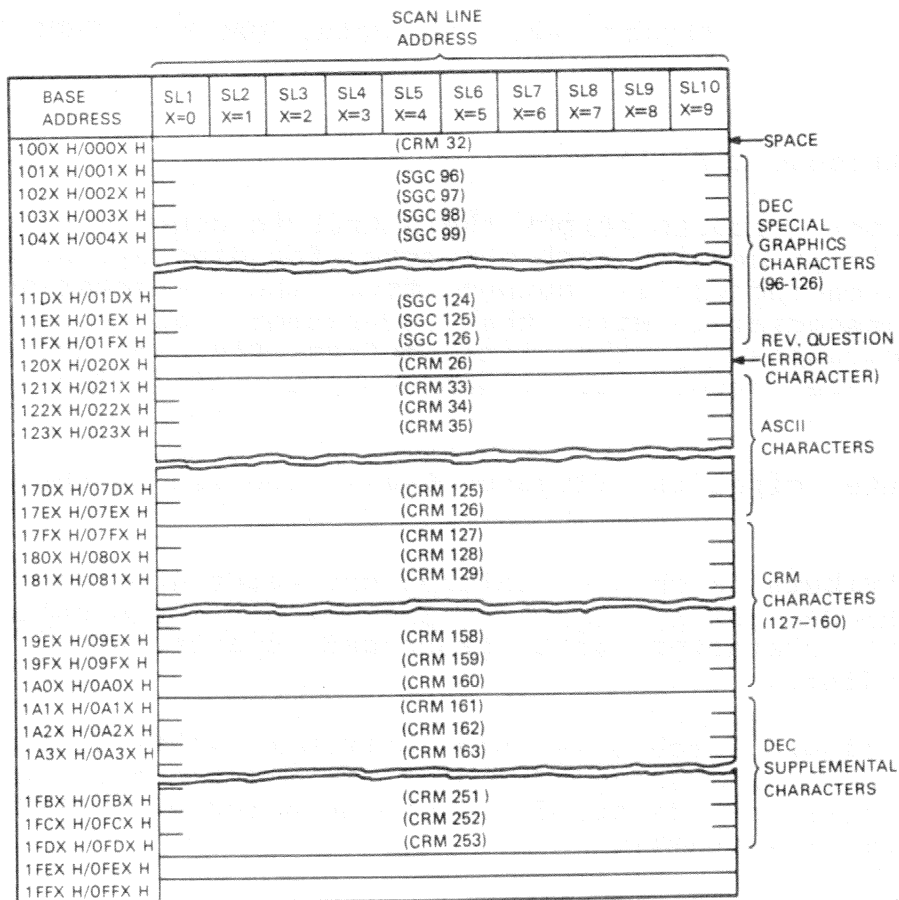 SCAN LINE
ADDRESS
BASE ADDRESS SL1 X=0 SL2 X=1 SL3 X=2 SL4 X=3 SL5 X=4 SL6 X=5 SL7 X=6 SL8 X=7 SL9 X=8 SL10 X=9
100X H/000X H (CRM 32) SPACE
101X H/001X H (SGC 96)
102X H/002X H (SGC 97)
103X H/003X H (SGC 98)
104X H/004X H (SGC 99)
DEC
SPECIAL
GRAPHICS
CHARACTERS
(96-126)
11DX H/01DX H (SGC 124)
11EX H/01EX H (SGC 125)
11FX H/01FX H (SGC 126)
120X H/020X H (CRM 26)
REV. QUESTION
(ERROR
CHARACTER)
121X H/021X H (CRM 33)
122X H/022X H (CRM 34)
123X H/023X H (CRM 35)
ASCII
CHARACTERS
17DX H/07DX H (CRM 125)
17EX H/07EX H (CRM 126)
17FX H/07FX H (CRM 127)
180X H/080X H (CRM 128)
181X H/081X H (CRM 129)
CRM
CHARACTERS
(127–160)
19EX H/09EX H (CRM 158)
19FX H/09FX H (CRM 159)
1A0X H/0A0X H (CRM 160)
1A1X H/0A1X H (CRM 161)
1A2X H/0A2X H (CRM 162)
1A3X H/0A3X H (CRM 163)
DEC
SUPPLEMENTAL
CHARACTERS
1FBX H/0FBX H (CRM 251)
1FCX H/0FCX H (CRM 252)
1FDX H/0FDX H (CRM 253)
1FEX H/0FEX H
1FFX H/0FFX H